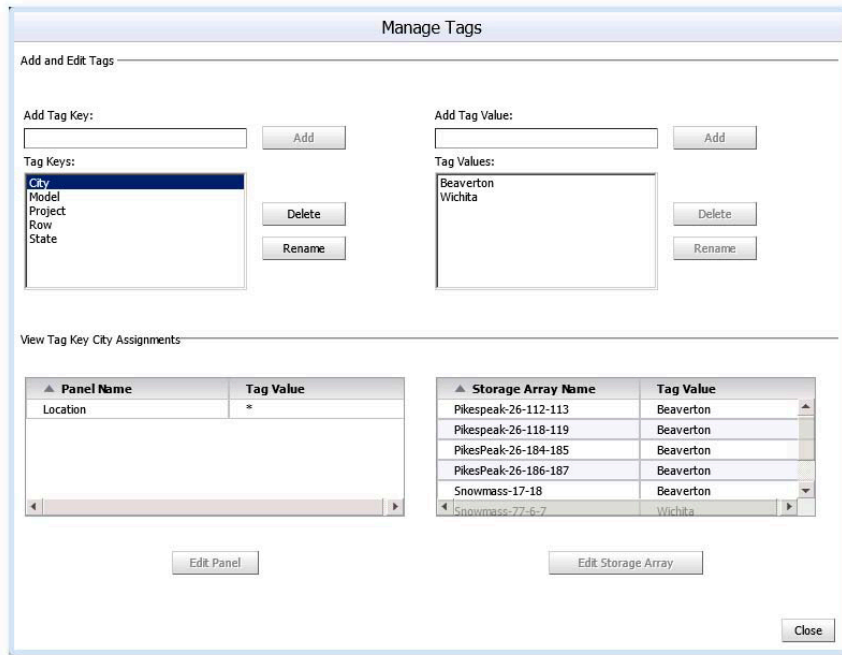 Manage Tags
Add and Edit Tags
Add Tag Key:
Add
Tag Keys:
City
Model
Project
Row
State
Delete
Rename
Add Tag Value:
Add
Tag Values:
Beaverton
Wichita
Delete
Rename
View Tag Key City Assignments
Panel Name Tag Value
Location *
Storage Array Name Tag Value
Pikespeak-26-112-113 Beaverton
Pikespeak-26-118-119 Beaverton
PikesPeak-26-184-185 Beaverton
PikesPeak-26-186-187 Beaverton
Snowmass-17-18 Beaverton
Snowmass-77-6-7 Wichita
Edit Panel
Edit Storage Array
Close